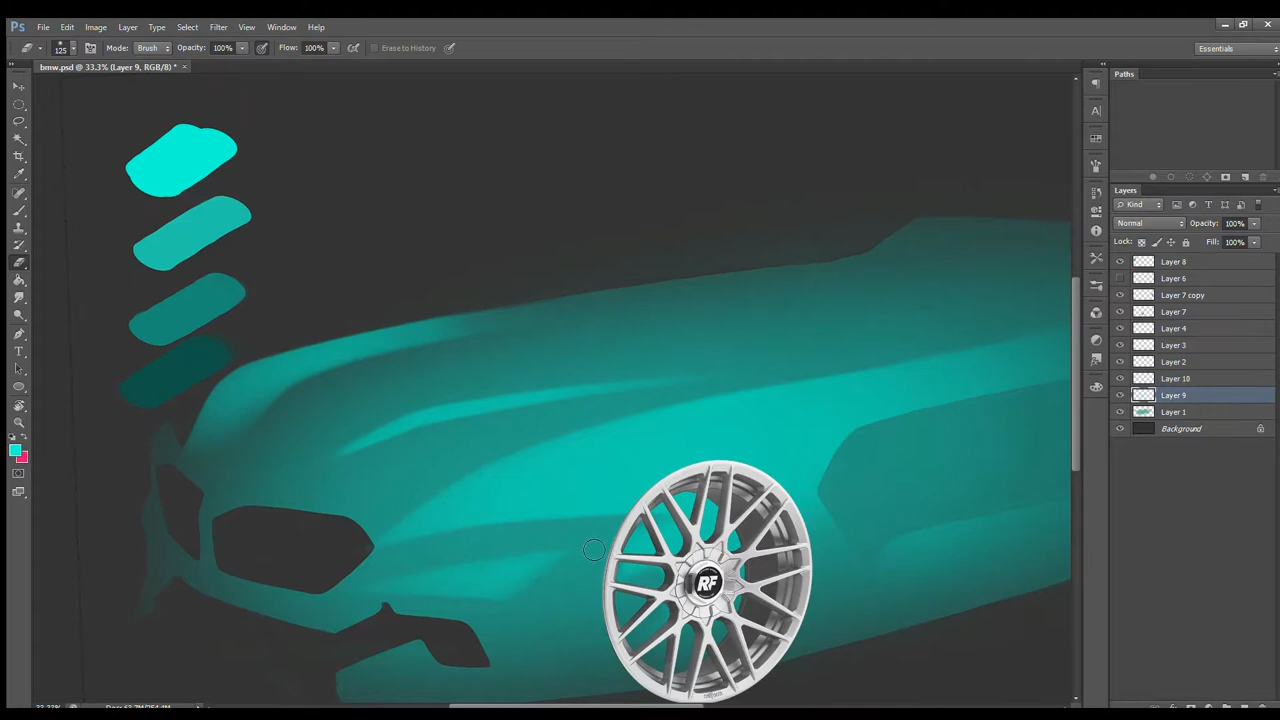 Ps File Edit Image Layer Type Select Filter View Window Help
125 Mode: Brush Opacity: 100% Flow: 100% Erase to History Essentials
bmw.psd @ 33.3% (Layer 9, RGB/8) * ×
Paths
Layers
Kind
Normal Opacity: 100%
Lock: Fill: 100%
Layer 8
Layer 6
Layer 7 copy
Layer 7
Layer 4
Layer 3
Layer 2
Layer 10
Layer 9
Layer 1
Background
RF